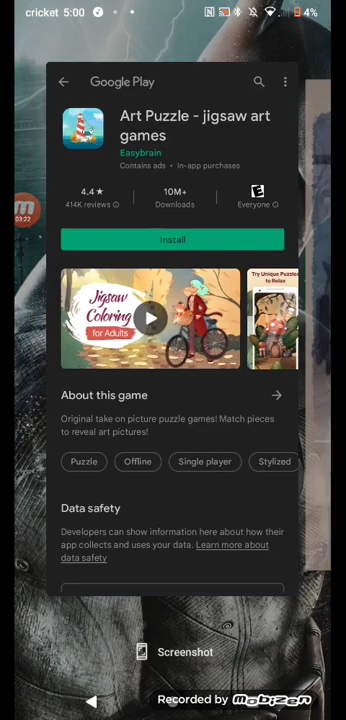 cricket 5:00
4%
Google Play
Art Puzzle - jigsaw art
games
Easybrain
Contains ads • In-app purchases
4.4★
10M+
E
414K reviews
Downloads
Everyone
03:22
Install
Jigsaw
Coloring
for Adults
Try Unique Puzzles
to Relax
About this game
Original take on picture puzzle games! Match pieces
to reveal art pictures!
Puzzle
Offline
Single player
Stylized
Data safety
Developers can show information here about how their
app collects and uses your data. Learn more about
data safety
Screenshot
Recorded by Mobizen